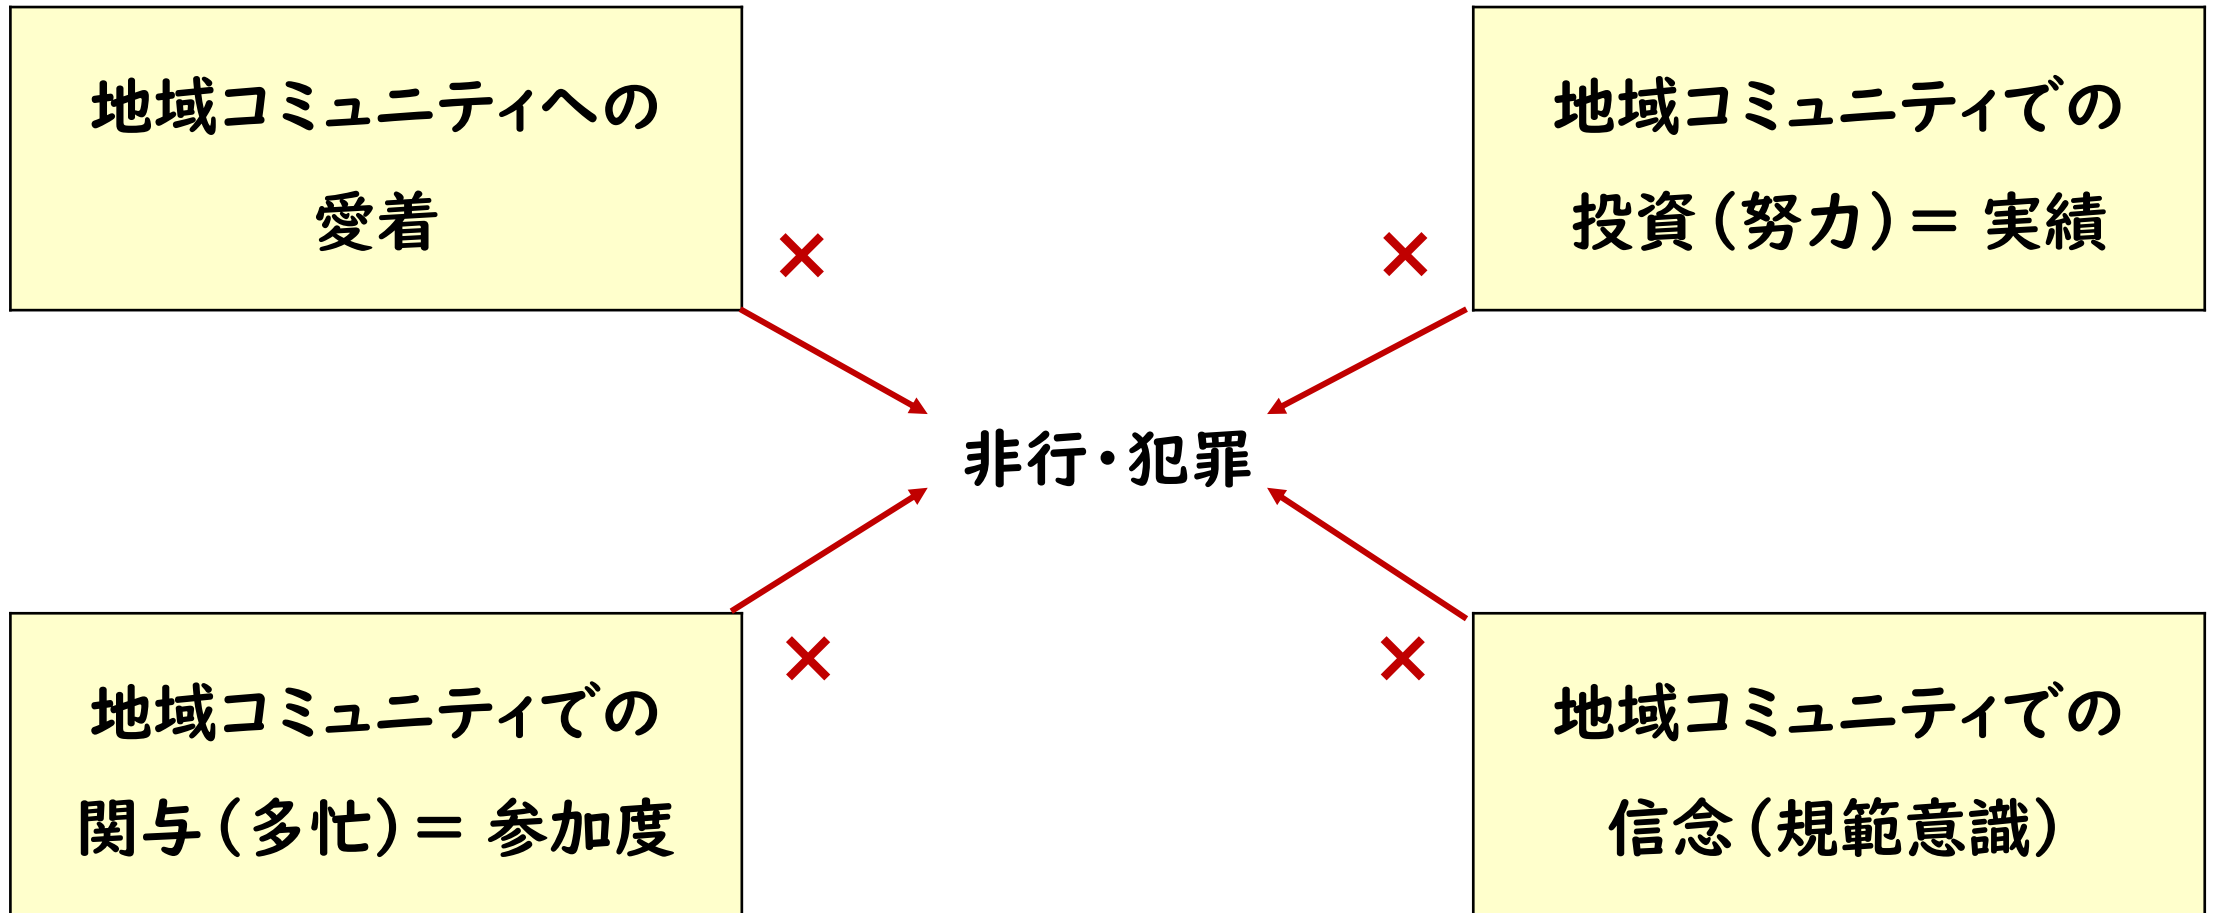 地域コミュニティへの
愛着
地域コミュニティでの
投資（努力）＝ 実績
×
×
非行・犯罪
×
×
地域コミュニティでの
関与（多忙）＝ 参加度
地域コミュニティでの
信念（規範意識）